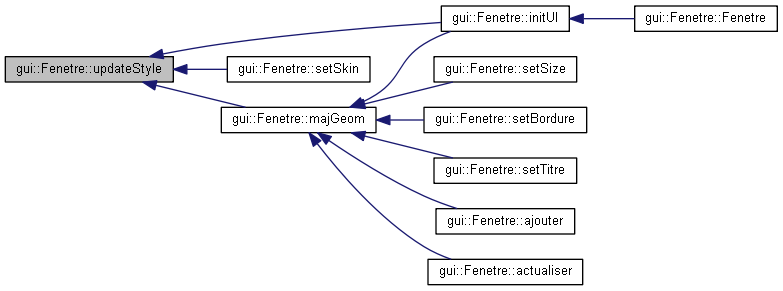 gui::Fenetre::initUI
gui::Fenetre::Fenetre
gui::Fenetre::updateStyle
gui::Fenetre::setSkin
gui::Fenetre::setSize
gui::Fenetre::majGeom
gui::Fenetre::setBordure
gui::Fenetre::setTitre
gui::Fenetre::ajouter
gui::Fenetre::actualiser